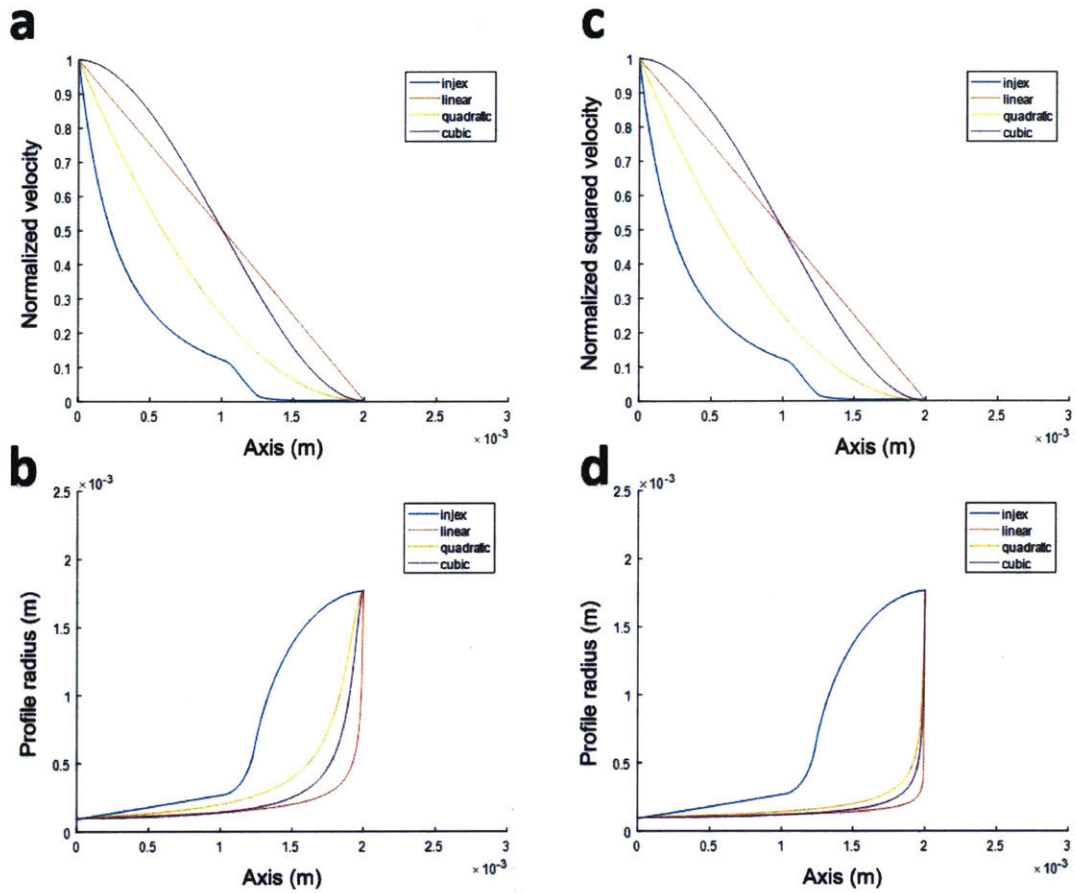 a
1
0.9
0.8
0.7
0.6
0.5
0.4
0.3
0.2
0.1
0
Normalized velocity
injex
linear
quadratic
cubic
0 0.5 1 1.5 2 2.5 3
Axis (m)
× 10-3
c
1
0.9
0.8
0.7
0.6
0.5
0.4
0.3
0.2
0.1
0
Normalized squared velocity
injex
linear
quadratic
cubic
0 0.5 1 1.5 2 2.5 3
Axis (m)
× 10-3
b
× 10-3
2.5
2
1.5
1
0.5
0
Profile radius (m)
injex
linear
quadratic
cubic
0 0.5 1 1.5 2 2.5 3
Axis (m)
× 10-3
d
× 10-3
2.5
2
1.5
1
0.5
0
Profile radius (m)
injex
linear
quadratic
cubic
0 0.5 1 1.5 2 2.5 3
Axis (m)
× 10-3